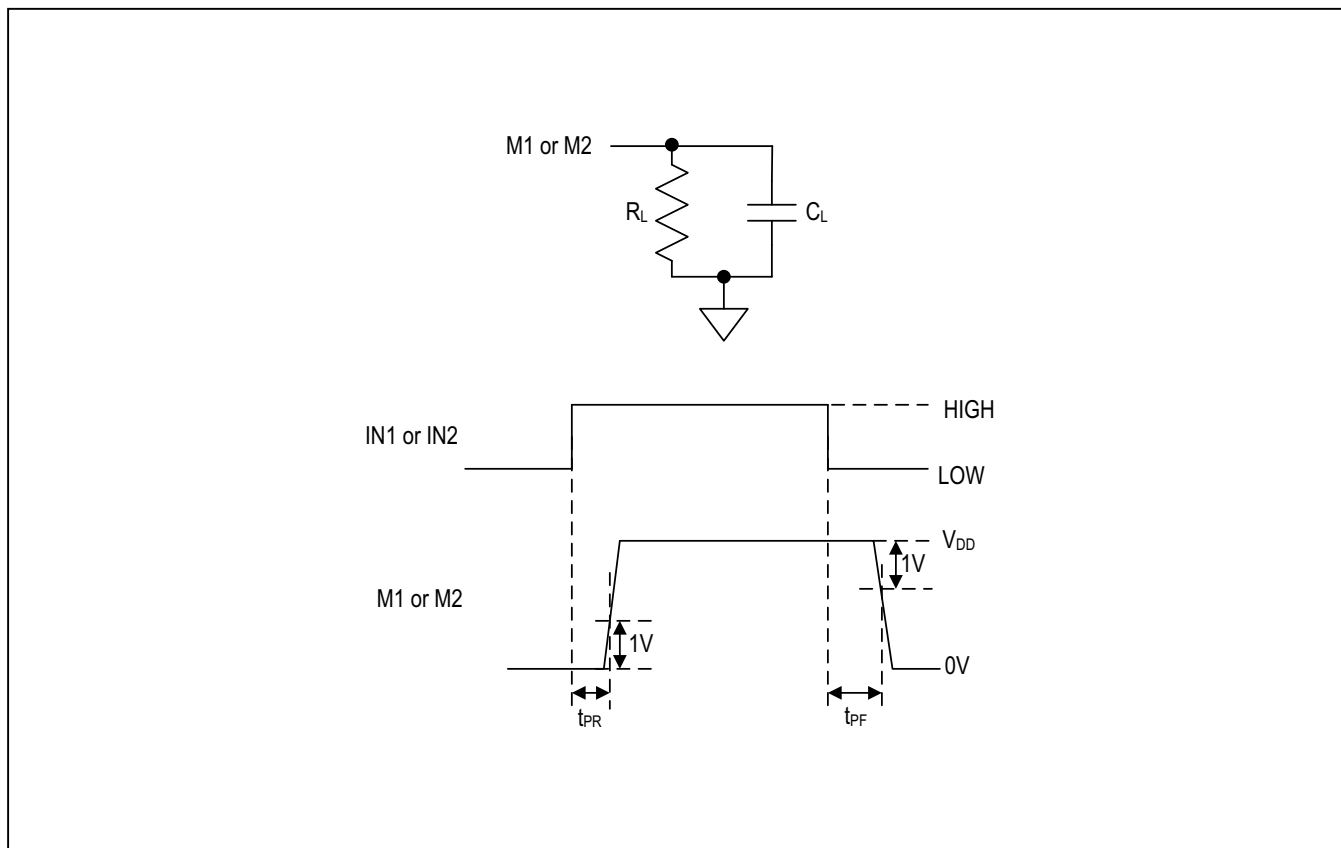 M1 or M2
RL
CL
HIGH
IN1 or IN2
LOW
VDD
1V
M1 or M2
1V
0V
tPR
tPF